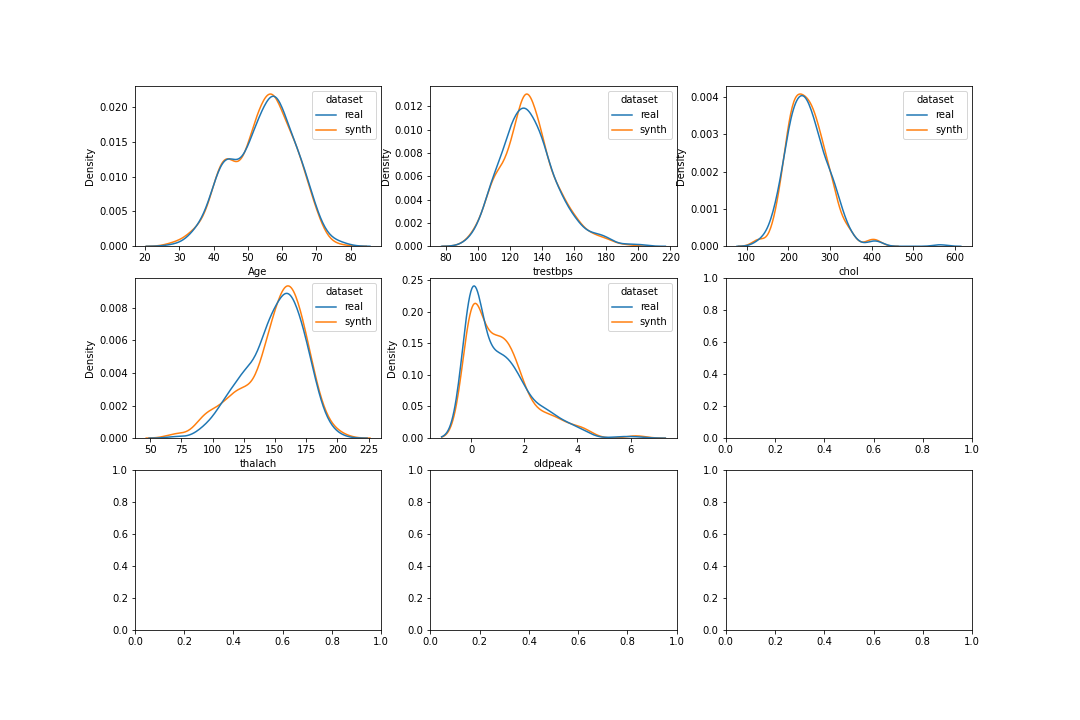 dataset
real
synth
Density
0.020
0.015
0.010
0.005
0.000
20 30 40 50 60 70 80
Age
dataset
real
synth
Density
0.012
0.010
0.008
0.006
0.004
0.002
0.000
80 100 120 140 160 180 200 220
trestbps
dataset
real
synth
Density
0.004
0.003
0.002
0.001
0.000
100 200 300 400 500 600
chol
dataset
real
synth
Density
0.008
0.006
0.004
0.002
0.000
50 75 100 125 150 175 200 225
thalach
dataset
real
synth
Density
0.25
0.20
0.15
0.10
0.05
0.00
0 2 4 6
oldpeak
1.0
0.8
0.6
0.4
0.2
0.0
0.0 0.2 0.4 0.6 0.8 1.0
1.0
0.8
0.6
0.4
0.2
0.0
0.0 0.2 0.4 0.6 0.8 1.0
1.0
0.8
0.6
0.4
0.2
0.0
0.0 0.2 0.4 0.6 0.8 1.0
1.0
0.8
0.6
0.4
0.2
0.0
0.0 0.2 0.4 0.6 0.8 1.0